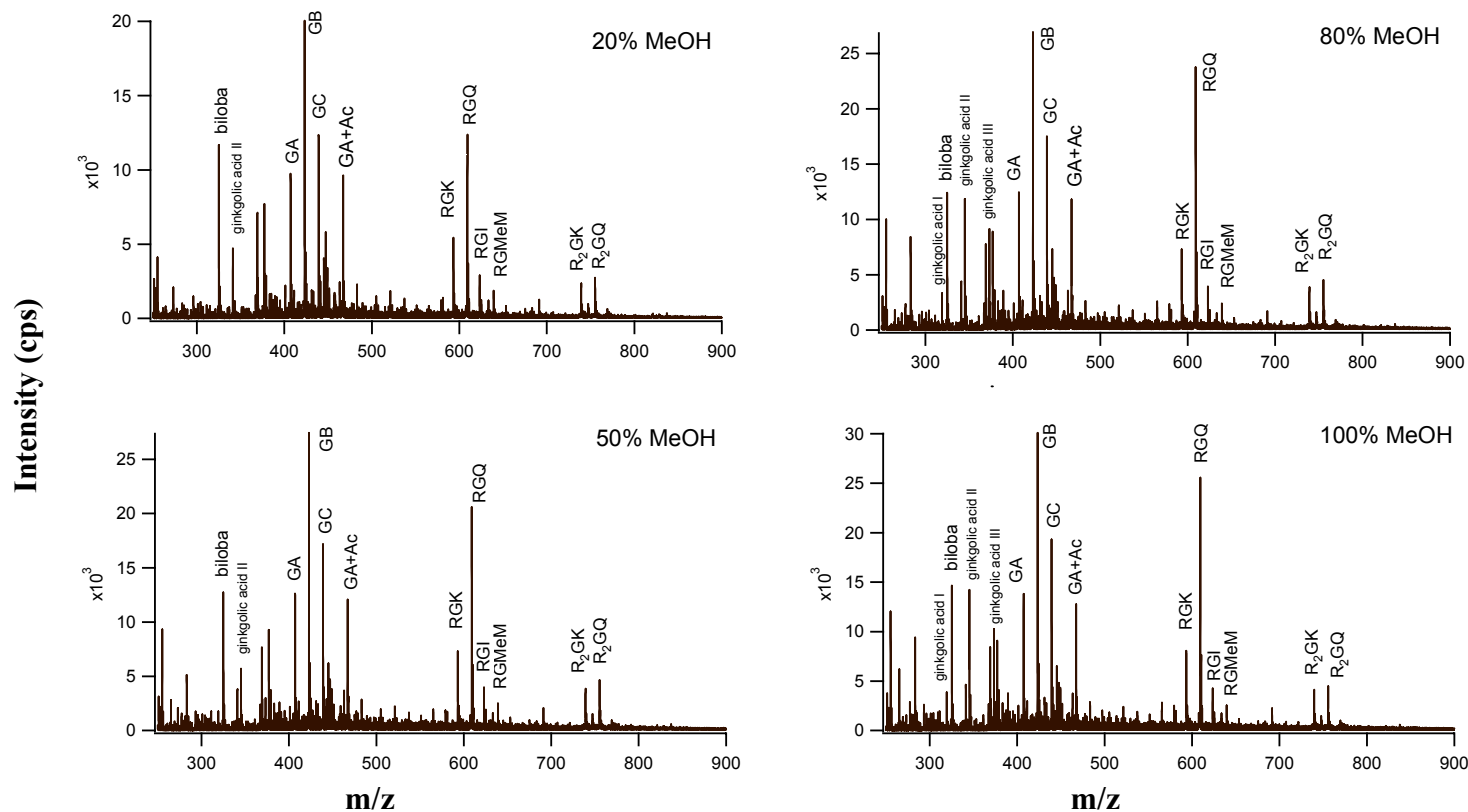 Intensity (cps)
20% MeOH
x10³
20
15
10
5
0
biloba
ginkgolic acid II
GA
GB
GC
GA+Ac
RGK
RGQ
RGI
RGMeM
R₂GK
R₂GQ
300
400
500
600
700
800
900
80% MeOH
x10³
25
20
15
10
5
0
ginkgolic acid I
biloba
ginkgolic acid II
ginkgolic acid III
GA
GB
GC
GA+Ac
RGK
RGQ
RGI
RGMeM
R₂GK
R₂GQ
300
400
500
600
700
800
900
50% MeOH
x10³
25
20
15
10
5
0
biloba
ginkgolic acid II
GA
GB
GC
GA+Ac
RGK
RGQ
RGI
RGMeM
R₂GK
R₂GQ
300
400
500
600
700
800
900
m/z
100% MeOH
x10³
30
25
20
15
10
5
0
ginkgolic acid I
biloba
ginkgolic acid II
ginkgolic acid III
GA
GB
GC
GA+Ac
RGK
RGQ
RGI
RGMeM
R₂GK
R₂GQ
300
400
500
600
700
800
900
m/z